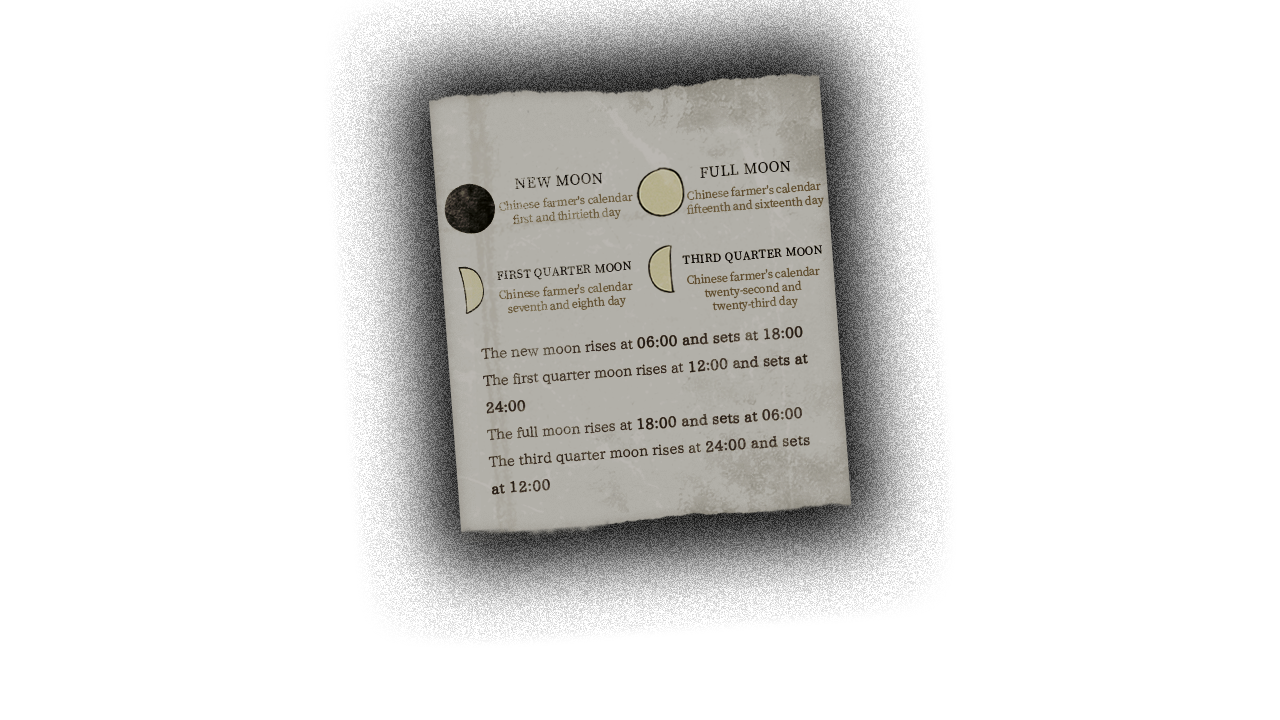 NEW MOON
Chinese farmer's calendar
first and thirtieth day
FULL MOON
Chinese farmer's calendar
fifteenth and sixteenth day
FIRST QUARTER MOON
Chinese farmer's calendar
seventh and eighth day
THIRD QUARTER MOON
Chinese farmer's calendar
twenty-second and
twenty-third day
The new moon rises at 06:00 and sets at 18:00
The first quarter moon rises at 12:00 and sets at
24:00
The full moon rises at 18:00 and sets at 06:00
The third quarter moon rises at 24:00 and sets
at 12:00